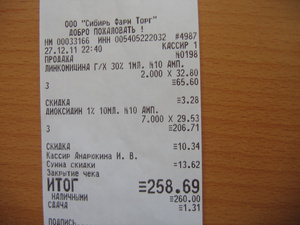 ООО "Сибирь Фарм Торг"
ДОБРО ПОЖАЛОВАТЬ !
НМ 00033166 ИНН 005405222032 #4987
27.12.11 22:40 КАССИР 1
ПРОДАЖА №0198
ЛИНКОМИЦИНА Г/Х 30% 1МЛ. N10 АМП.
2.000 X 32.80
3 ≡65.60
СКИДКА ≡3.28
ДИОКСИДИН 1% 10МЛ. N10 АМП.
7.000 X 29.53
3 ≡206.71
СКИДКА ≡10.34
Кассир Андрюкина И. В.
Сумма скидки =13.62
Закрытие чека
ИТОГ ≡258.69
НАЛИЧНЫМИ ≡260.00
СДАЧА ≡1.31
ПОДПИСЬ